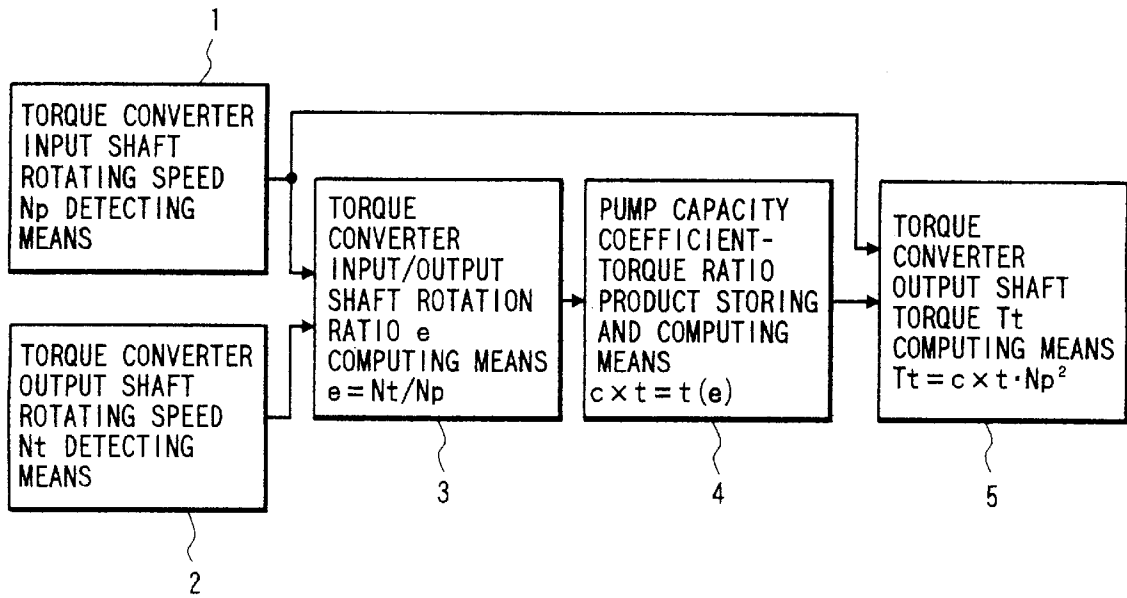 1
TORQUE CONVERTER
INPUT SHAFT
ROTATING SPEED
Np DETECTING
MEANS
TORQUE CONVERTER
OUTPUT SHAFT
ROTATING SPEED
Nt DETECTING
MEANS
2
TORQUE
CONVERTER
INPUT/OUTPUT
SHAFT ROTATION
RATIO e
COMPUTING MEANS
e=Nt/Np
3
PUMP CAPACITY
COEFFICIENT-
TORQUE RATIO
PRODUCT STORING
AND COMPUTING
MEANS
c×t=t(e)
4
TORQUE
CONVERTER
OUTPUT SHAFT
TORQUE Tt
COMPUTING MEANS
Tt=c×t·Np²
5